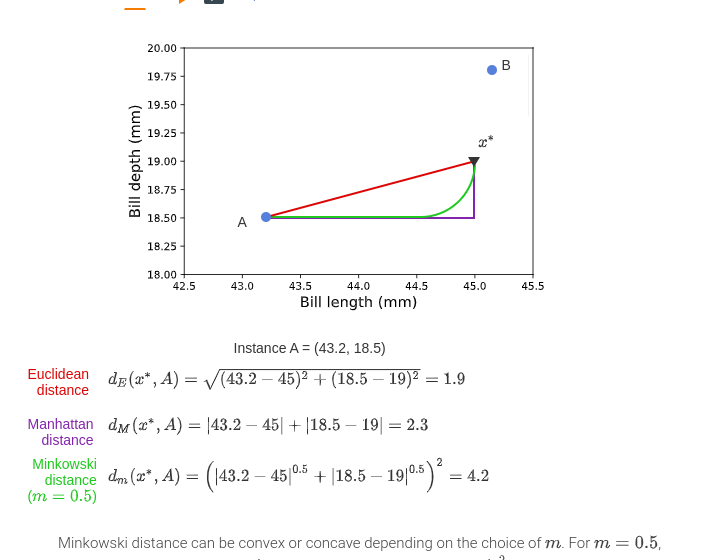 20.00
19.75
19.50
19.25
19.00
18.75
18.50
18.25
18.00
Bill depth (mm)
B
x*
A
42.5 43.0 43.5 44.0 44.5 45.0 45.5
Bill length (mm)
Instance A = (43.2, 18.5)
Euclidean distance d_E(x*, A) = √((43.2 − 45)² + (18.5 − 19)²) = 1.9
Manhattan distance d_M(x*, A) = |43.2 − 45| + |18.5 − 19| = 2.3
Minkowski distance (m = 0.5) d_m(x*, A) = (|43.2 − 45|^0.5 + |18.5 − 19|^0.5)² = 4.2
Minkowski distance can be convex or concave depending on the choice of m. For m = 0.5,